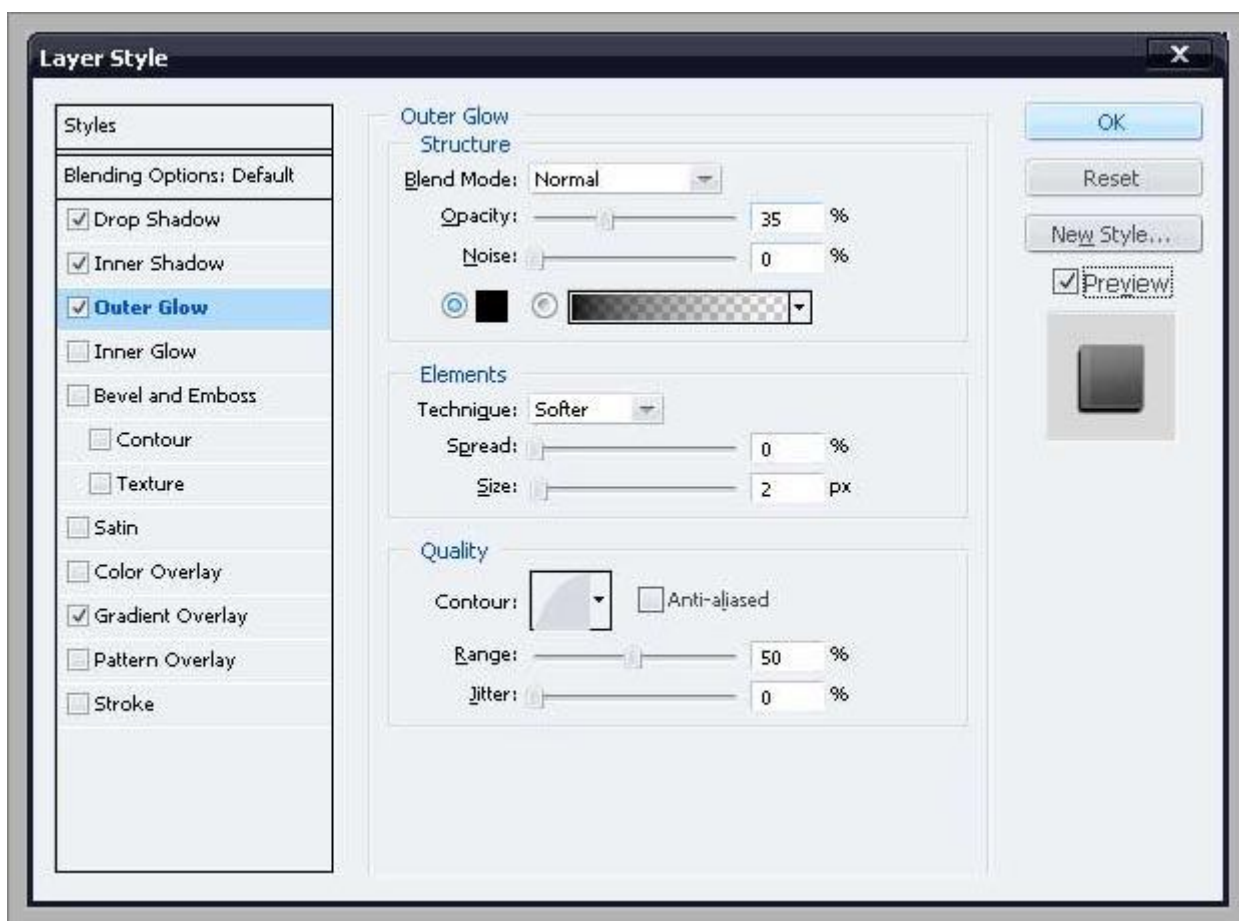 Layer Style
X
Styles
Blending Options: Default
Drop Shadow
Inner Shadow
Outer Glow
Inner Glow
Bevel and Emboss
Contour
Texture
Satin
Color Overlay
Gradient Overlay
Pattern Overlay
Stroke
Outer Glow
Structure
Blend Mode: Normal
Opacity: 35 %
Noise: 0 %
Elements
Technique: Softer
Spread: 0 %
Size: 2 px
Quality
Contour: Anti-aliased
Range: 50 %
Jitter: 0 %
OK
Reset
New Style...
Preview